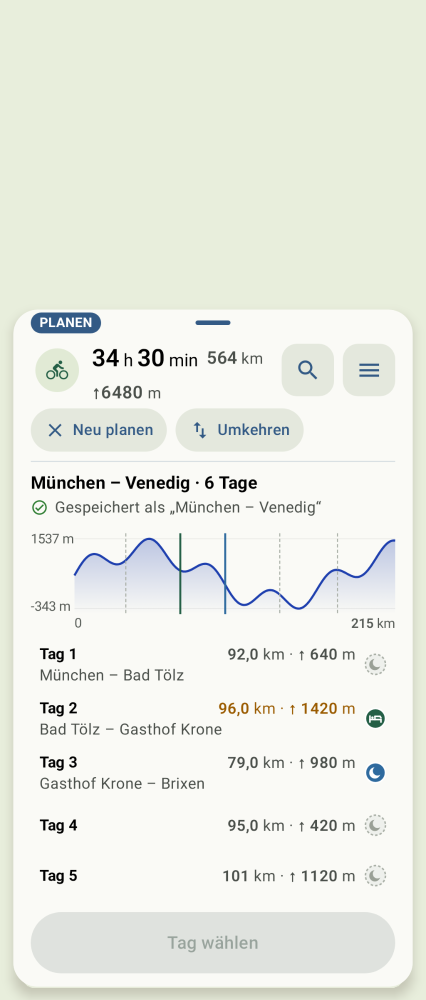 PLANEN
34 h 30 min 564 km
↑6480 m
Neu planen Umkehren
München – Venedig · 6 Tage
Gespeichert als „München – Venedig“
1537 m
-343 m
0 215 km
Tag 1 92,0 km · ↑ 640 m
München – Bad Tölz
Tag 2 96,0 km · ↑ 1420 m
Bad Tölz – Gasthof Krone
Tag 3 79,0 km · ↑ 980 m
Gasthof Krone – Brixen
Tag 4 95,0 km · ↑ 420 m
Tag 5 101 km · ↑ 1120 m
Tag wählen